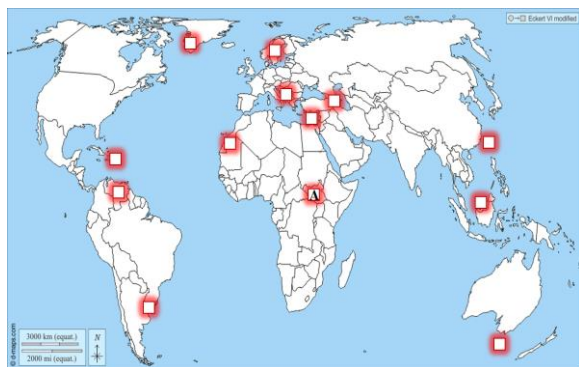 Eckert VI modified
A
3000 km (equat.)
2000 mi (equat.)
N
© d-maps.com